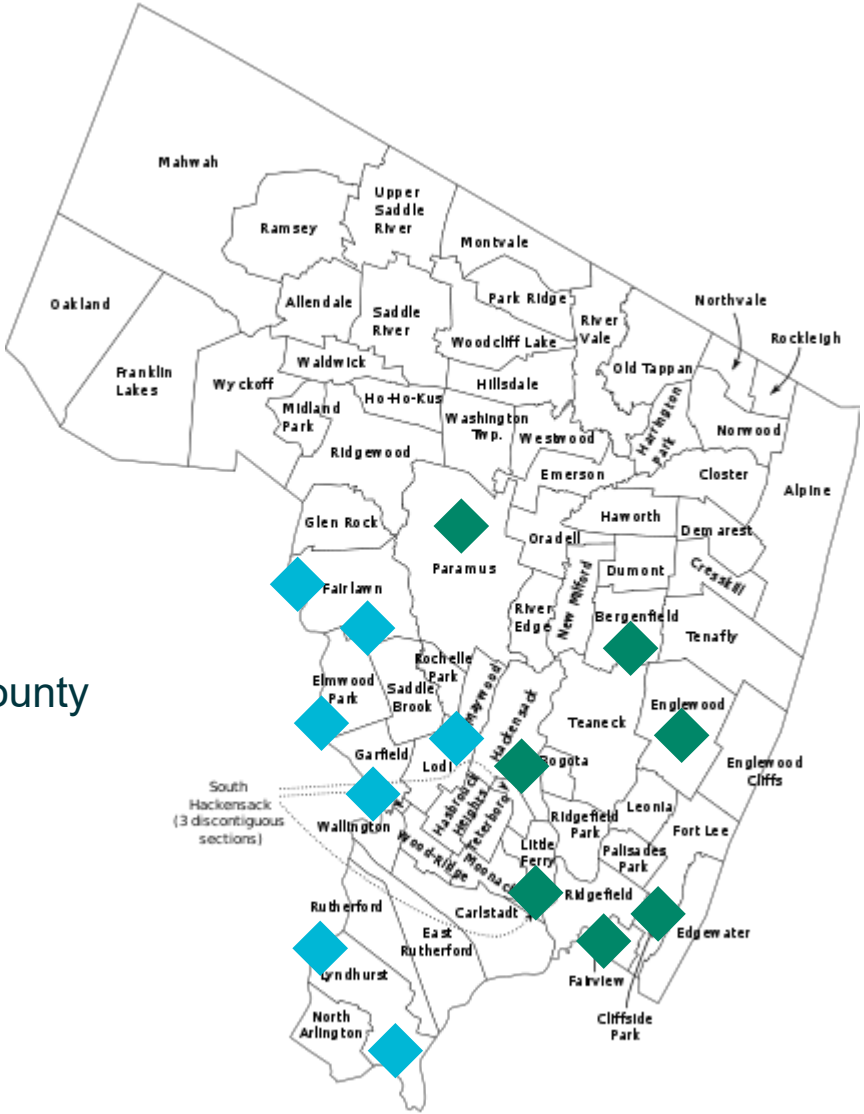 Mahwah
Upper
Saddle
River
Ramsey
Montvale
Oakland
Allendale
Saddle
River
Park Ridge
Northvale
River
Vale
Rockleigh
Woodcliff Lake
Franklin
Lakes
Wyckoff
Waldwick
Old Tappan
Hillsdale
Ho-Ho-Kus
Midland
Park
Washington
Twp.
Westwood
Harrington
Park
Norwood
Ridgewood
Emerson
Closter
Alpine
Glen Rock
Haworth
Oradell
Demarest
Paramus
Dumont
Cresskill
Fairlawn
New Milford
River
Edge
Bergenfield
Tenafly
Rochelle
Park
Elmwood
Park
Saddle
Brook
Maywood
ounty
Hackensack
Teaneck
Englewood
Garfield
Lodi
Bogota
Englewood
Cliffs
South
Hackensack
(3 discontiguous
sections)
Hasbrouck
Heights
Teterboro
Leonia
Wallington
Ridgefield
Park
Fort Lee
Wood-Ridge
Little
Ferry
Palisades
Park
Moonac
Ridgefield
Rutherford
Carlstadt
East
Rutherford
Edgewater
Lyndhurst
Fairview
North
Arlington
Cliffside
Park